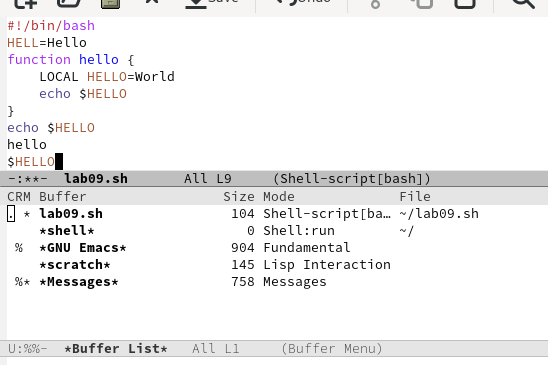 Save Undo
#!/bin/bash
HELL=Hello
function hello {
    LOCAL HELLO=World
    echo $HELLO
}
echo $HELLO
hello
$HELLO
-:**-  lab09.sh       All L9     (Shell-script[bash])
CRM Buffer                 Size Mode             File
. * lab09.sh                104 Shell-script[ba… ~/lab09.sh
    *shell*                   0 Shell:run        ~/
 %  *GNU Emacs*             904 Fundamental
    *scratch*               145 Lisp Interaction
 %* *Messages*              758 Messages
U:%%-  *Buffer List*   All L1     (Buffer Menu)